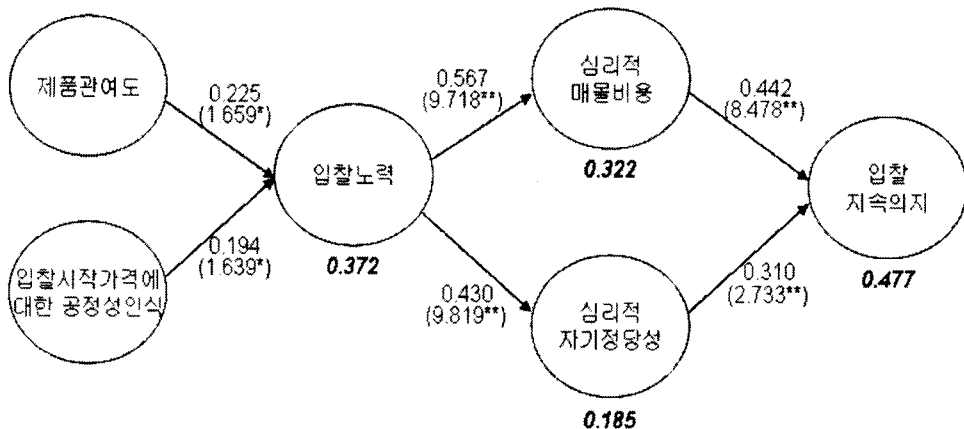 제품관여도
0.225
(1.659*)
입찰시작가격에
대한 공정성인식
0.194
(1.639*)
입찰노력
0.372
0.567
(9.718**)
0.430
(9.819**)
심리적
매몰비용
0.322
심리적
자기정당성
0.185
0.442
(8.478**)
0.310
(2.733**)
입찰
지속의지
0.477